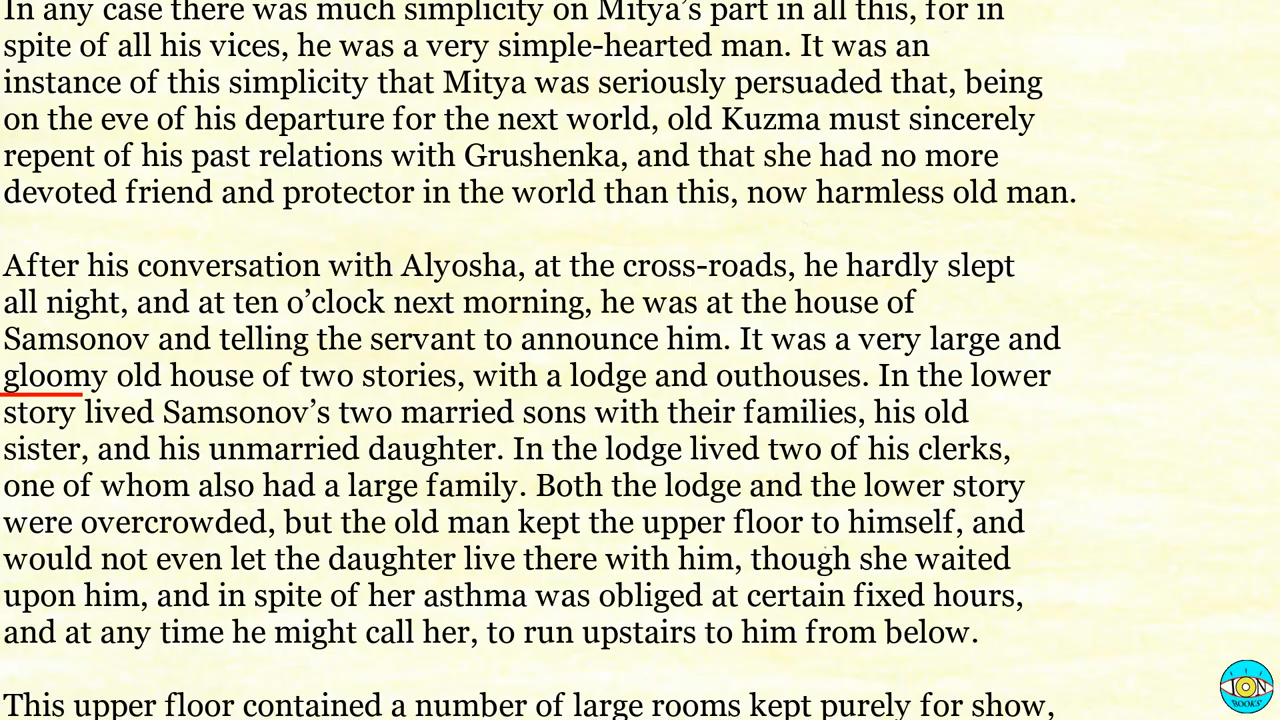 In any case there was much simplicity on Mitya’s part in all this, for in
spite of all his vices, he was a very simple-hearted man. It was an
instance of this simplicity that Mitya was seriously persuaded that, being
on the eve of his departure for the next world, old Kuzma must sincerely
repent of his past relations with Grushenka, and that she had no more
devoted friend and protector in the world than this, now harmless old man.
After his conversation with Alyosha, at the cross-roads, he hardly slept
all night, and at ten o’clock next morning, he was at the house of
Samsonov and telling the servant to announce him. It was a very large and
gloomy old house of two stories, with a lodge and outhouses. In the lower
story lived Samsonov’s two married sons with their families, his old
sister, and his unmarried daughter. In the lodge lived two of his clerks,
one of whom also had a large family. Both the lodge and the lower story
were overcrowded, but the old man kept the upper floor to himself, and
would not even let the daughter live there with him, though she waited
upon him, and in spite of her asthma was obliged at certain fixed hours,
and at any time he might call her, to run upstairs to him from below.
This upper floor contained a number of large rooms kept purely for show,
ION
BOOKS